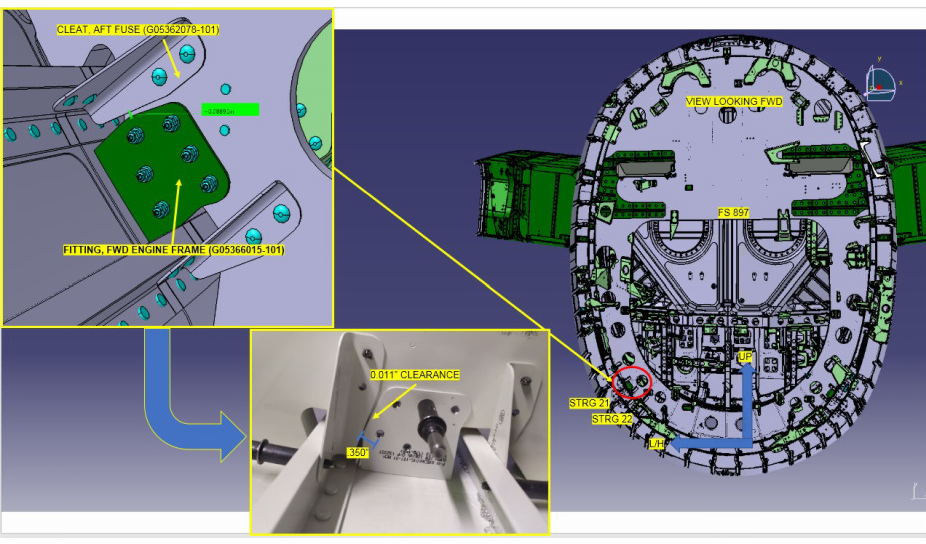 CLEAT, AFT FUSE (G05362078-101)
FITTING, FWD ENGINE FRAME (G05366015-101)
VIEW LOOKING FWD
FS 897
UP
L/H
STRG 21
STRG 22
0.011" CLEARANCE
.350"
y
x